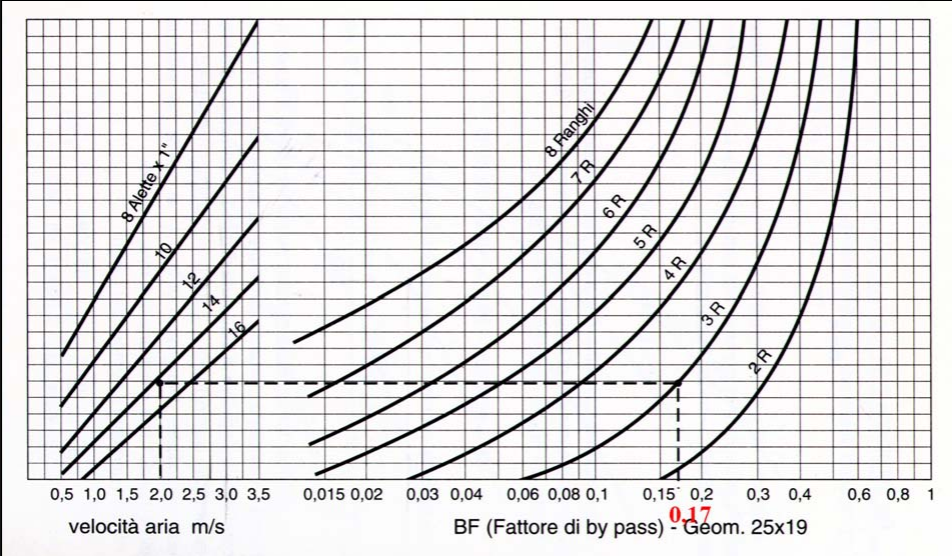 8 Alette x 1"
10
12
14
16
8 Ranghi
7 R
6 R
5 R
4 R
3 R
2 R
0,5 1,0 1,5 2,0 2,5 3,0 3,5 0,015 0,02 0,03 0,04 0,06 0,08 0,1 0,15 0,2 0,3 0,4 0,6 0,8 1
0,17
velocità aria m/s BF (Fattore di by pass) - Geom. 25x19